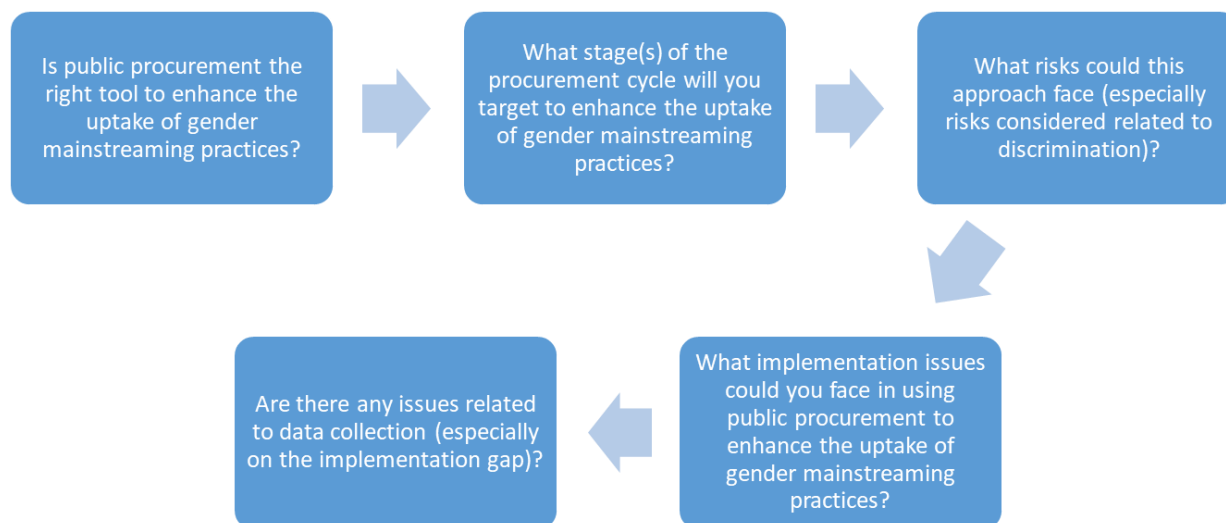 Is public procurement the
right tool to enhance the
uptake of gender
mainstreaming practices?
What stage(s) of the
procurement cycle will you
target to enhance the uptake
of gender mainstreaming
practices?
What risks could this
approach face (especially
risks considered related to
discrimination)?
What implementation issues
could you face in using
public procurement to
enhance the uptake of
gender mainstreaming
practices?
Are there any issues related
to data collection (especially
on the implementation gap)?